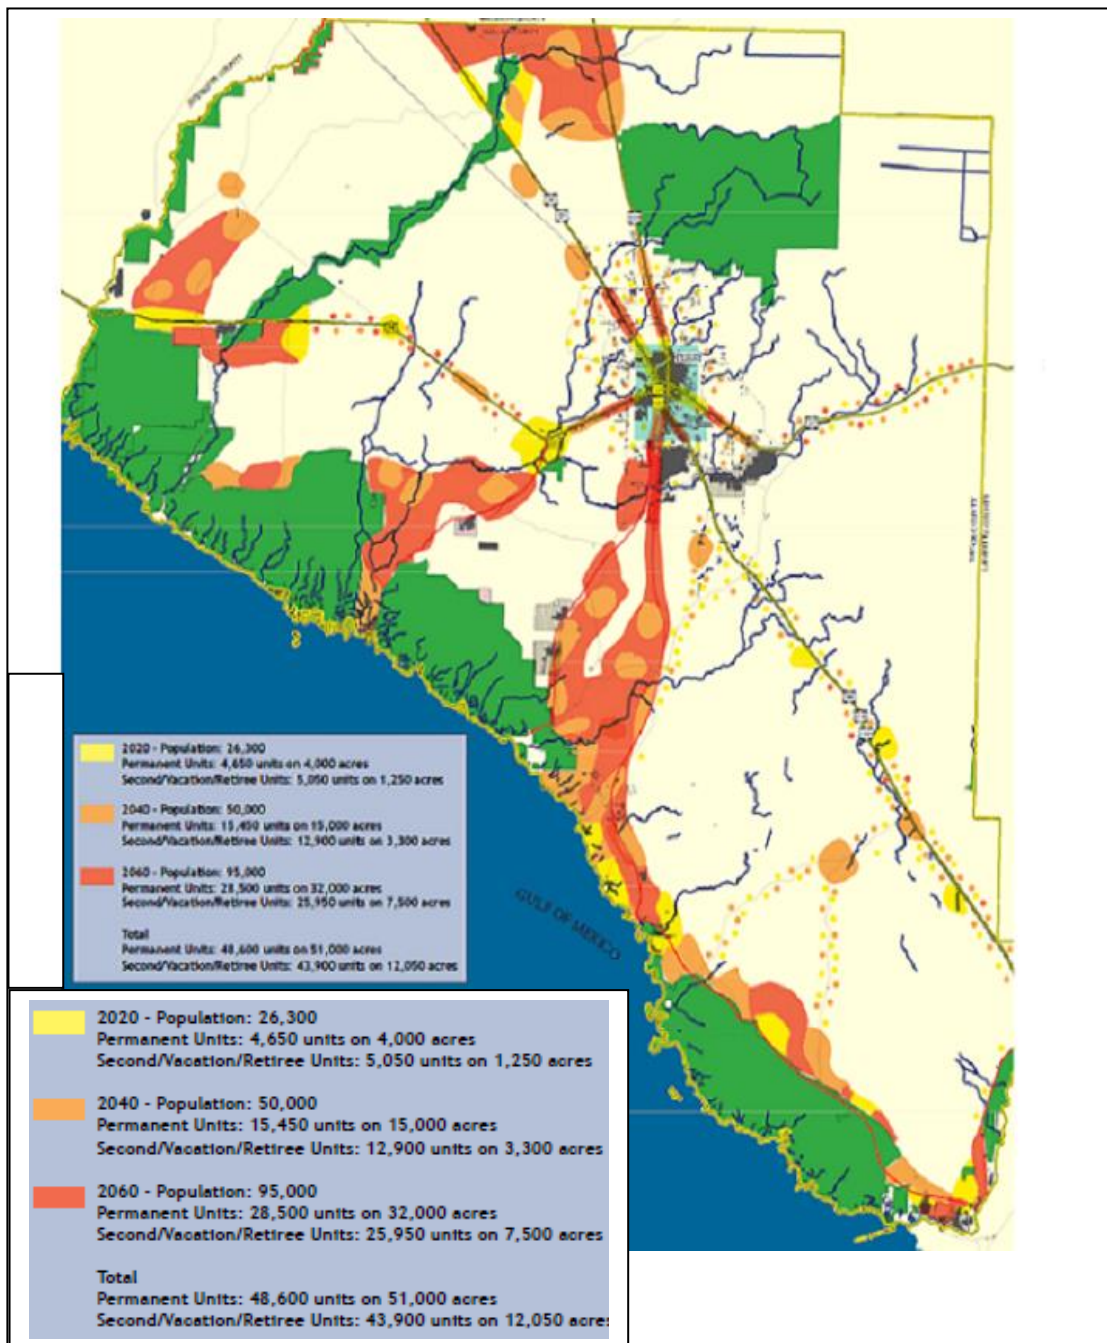 GULF OF MEXICO
2020 - Population: 26,300
Permanent Units: 4,650 units on 4,000 acres
Second/Vacation/Retiree Units: 5,050 units on 1,250 acres
2040 - Population: 50,000
Permanent Units: 15,450 units on 15,000 acres
Second/Vacation/Retiree Units: 12,900 units on 3,300 acres
2060 - Population: 95,000
Permanent Units: 28,500 units on 32,000 acres
Second/Vacation/Retiree Units: 25,950 units on 7,500 acres
Total
Permanent Units: 48,600 units on 51,000 acres
Second/Vacation/Retiree Units: 43,900 units on 12,050 acres
2020 - Population: 26,300
Permanent Units: 4,650 units on 4,000 acres
Second/Vacation/Retiree Units: 5,050 units on 1,250 acres
2040 - Population: 50,000
Permanent Units: 15,450 units on 15,000 acres
Second/Vacation/Retiree Units: 12,900 units on 3,300 acres
2060 - Population: 95,000
Permanent Units: 28,500 units on 32,000 acres
Second/Vacation/Retiree Units: 25,950 units on 7,500 acres
Total
Permanent Units: 48,600 units on 51,000 acres
Second/Vacation/Retiree Units: 43,900 units on 12,050 acres